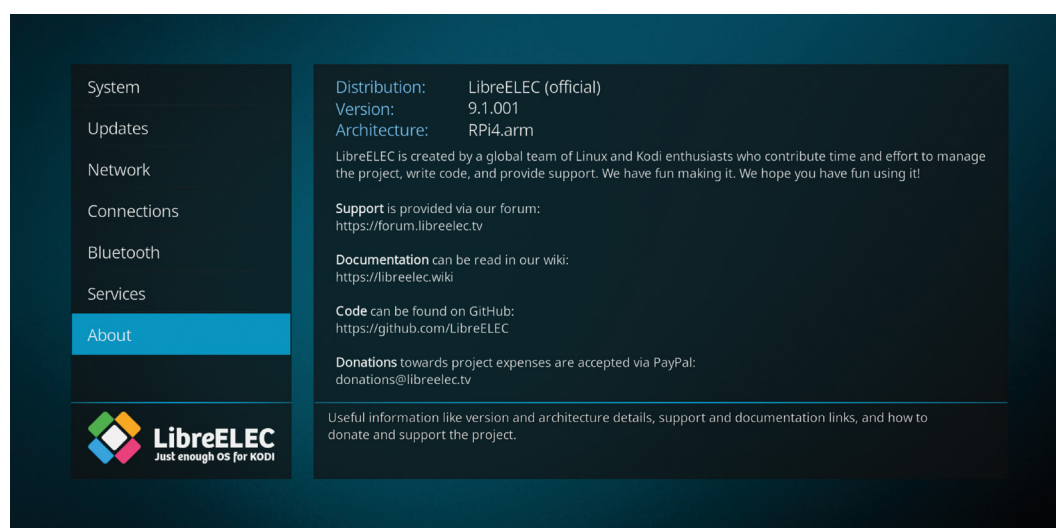 System
Updates
Network
Connections
Bluetooth
Services
About
LibreELEC
Just enough OS for KODI
Distribution: LibreELEC (official)
Version: 9.1.001
Architecture: RPi4.arm
LibreELEC is created by a global team of Linux and Kodi enthusiasts who contribute time and effort to manage
the project, write code, and provide support. We have fun making it. We hope you have fun using it!
Support is provided via our forum:
https://forum.libreelec.tv
Documentation can be read in our wiki:
https://libreelec.wiki
Code can be found on GitHub:
https://github.com/LibreELEC
Donations towards project expenses are accepted via PayPal:
donations@libreelec.tv
Useful information like version and architecture details, support and documentation links, and how to
donate and support the project.